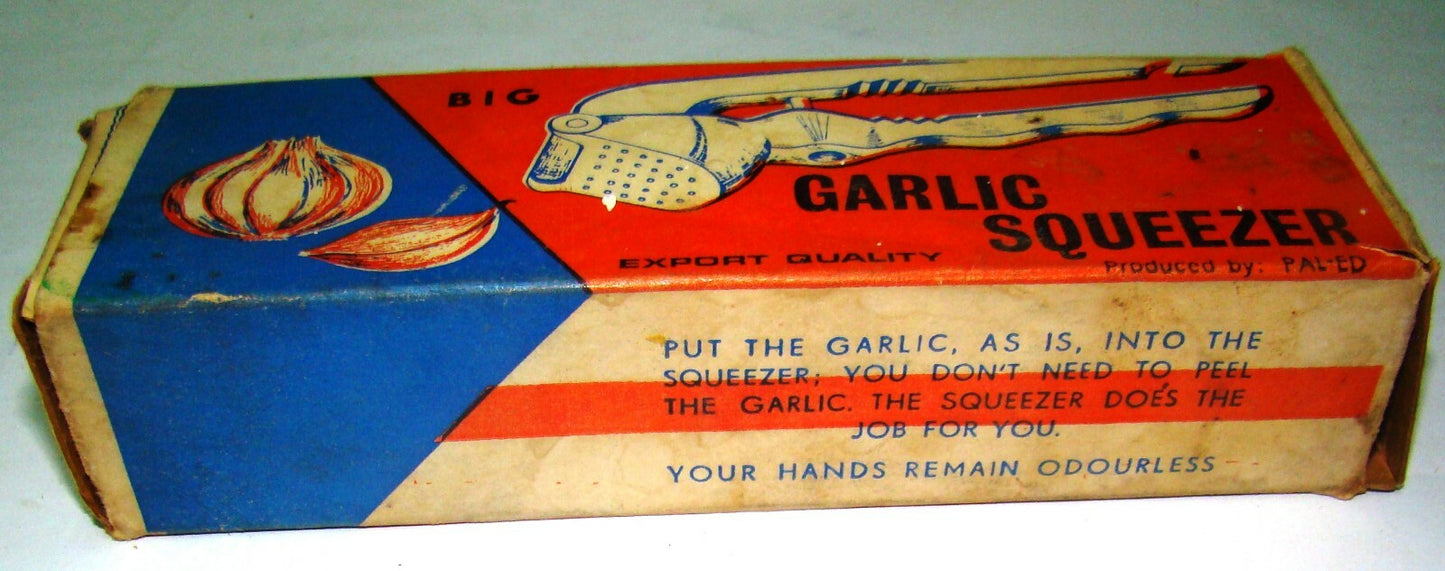 BIG
GARLIC
SQUEEZER
EXPORT QUALITY
Produced by: PAL-ED
PUT THE GARLIC, AS IS, INTO THE
SQUEEZER; YOU DON'T NEED TO PEEL
THE GARLIC. THE SQUEEZER DOES THE
JOB FOR YOU.
YOUR HANDS REMAIN ODOURLESS